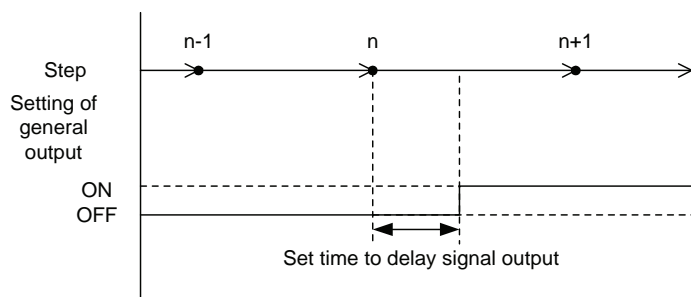 n-1
n
n+1
Step
Setting of
general
output
ON
OFF
Set time to delay signal output